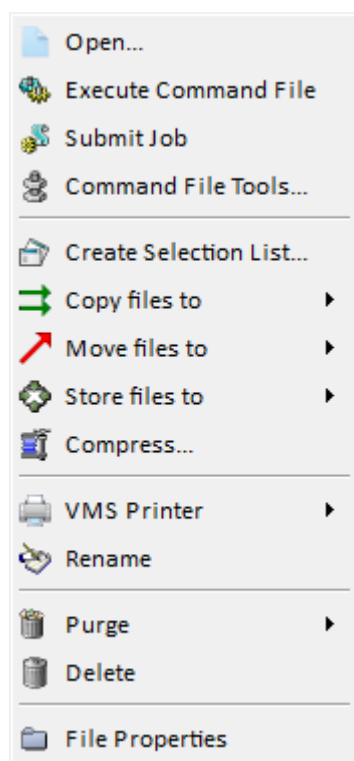 Open...
Execute Command File
Submit Job
Command File Tools...
Create Selection List...
Copy files to
Move files to
Store files to
Compress...
VMS Printer
Rename
Purge
Delete
File Properties